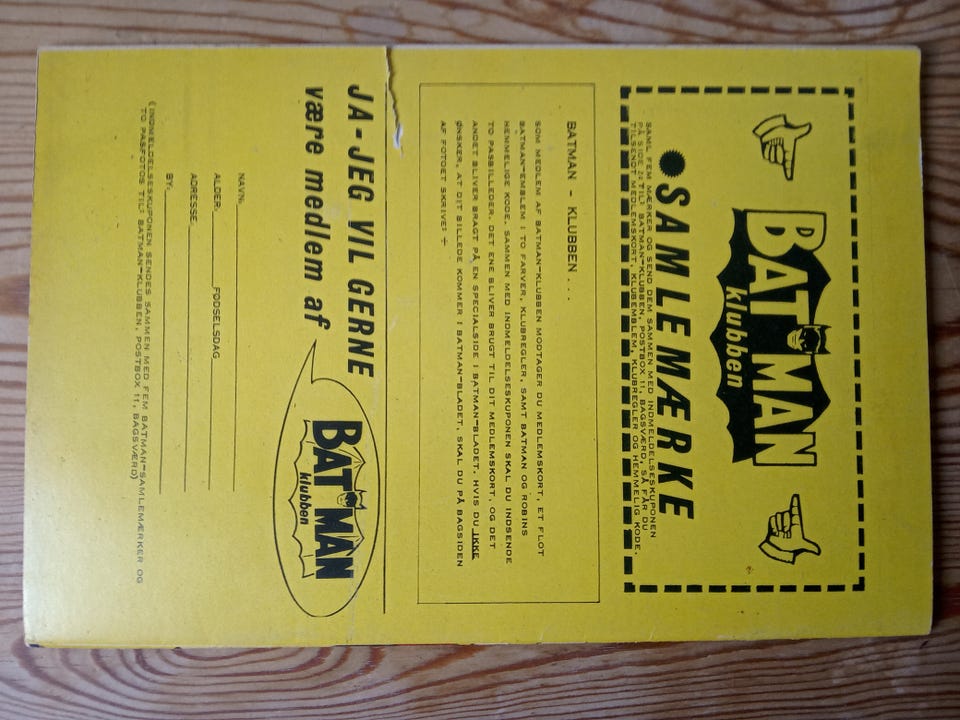 BATMAN
klubben
SAMLEMÆRKE
SAML FEM MÆRKER OG SEND DEM SAMMEN MED INDMELDELSESKUPONEN
PÅ SIDE 24 TIL: BATMAN-KLUBBEN, POSTBOX 11, BAGSVÆRD, SÅ FÅR DU
TILSENDT MEDLEMSKORT, KLUBEMBLEM, KLUBREGLER OG HEMMELIG KODE.
BATMAN - KLUBBEN...
SOM MEDLEM AF BATMAN-KLUBBEN MODTAGER DU MEDLEMSKORT, ET FLOT
BATMAN-EMBLEM I TO FARVER, KLUBREGLER, SAMT BATMAN OG ROBINS
HEMMELIGE KODE. SAMMEN MED INDMELDELSESKUPONEN SKAL DU INDSENDE
TO PASBILLEDER. DET ENE BLIVER BRUGT TIL DIT MEDLEMSKORT, OG DET
ANDET BLIVER BRAGT PÅ EN SPECIALSIDE I BATMAN-BLADET. HVIS DU IKKE
ØNSKER, AT DIT BILLEDE KOMMER I BATMAN-BLADET, SKAL DU PÅ BAGSIDEN
AF FOTOET SKRIVE: ÷
JA-JEG VIL GERNE
være medlem af
BATMAN
klubben
NAVN:
ALDER: FØDSELSDAG
ADRESSE
BY:
(INDMELDELSESKUPONEN SENDES SAMMEN MED FEM BATMAN-SAMLEMÆRKER OG
TO PASFOTOS TIL: BATMAN-KLUBBEN, POSTBOX 11, BAGSVÆRD)